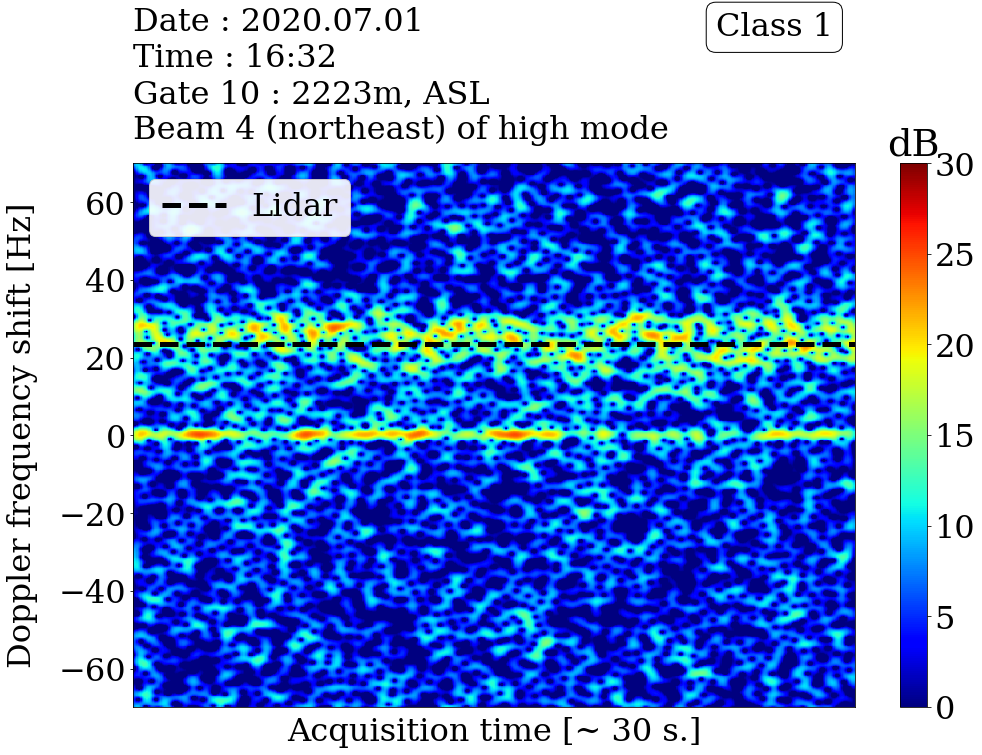 Date : 2020.07.01
Time : 16:32
Gate 10 : 2223m, ASL
Beam 4 (northeast) of high mode
Class 1
dB
Lidar
Doppler frequency shift [Hz]
60
40
20
0
−20
−40
−60
30
25
20
15
10
5
0
Acquisition time [~ 30 s.]